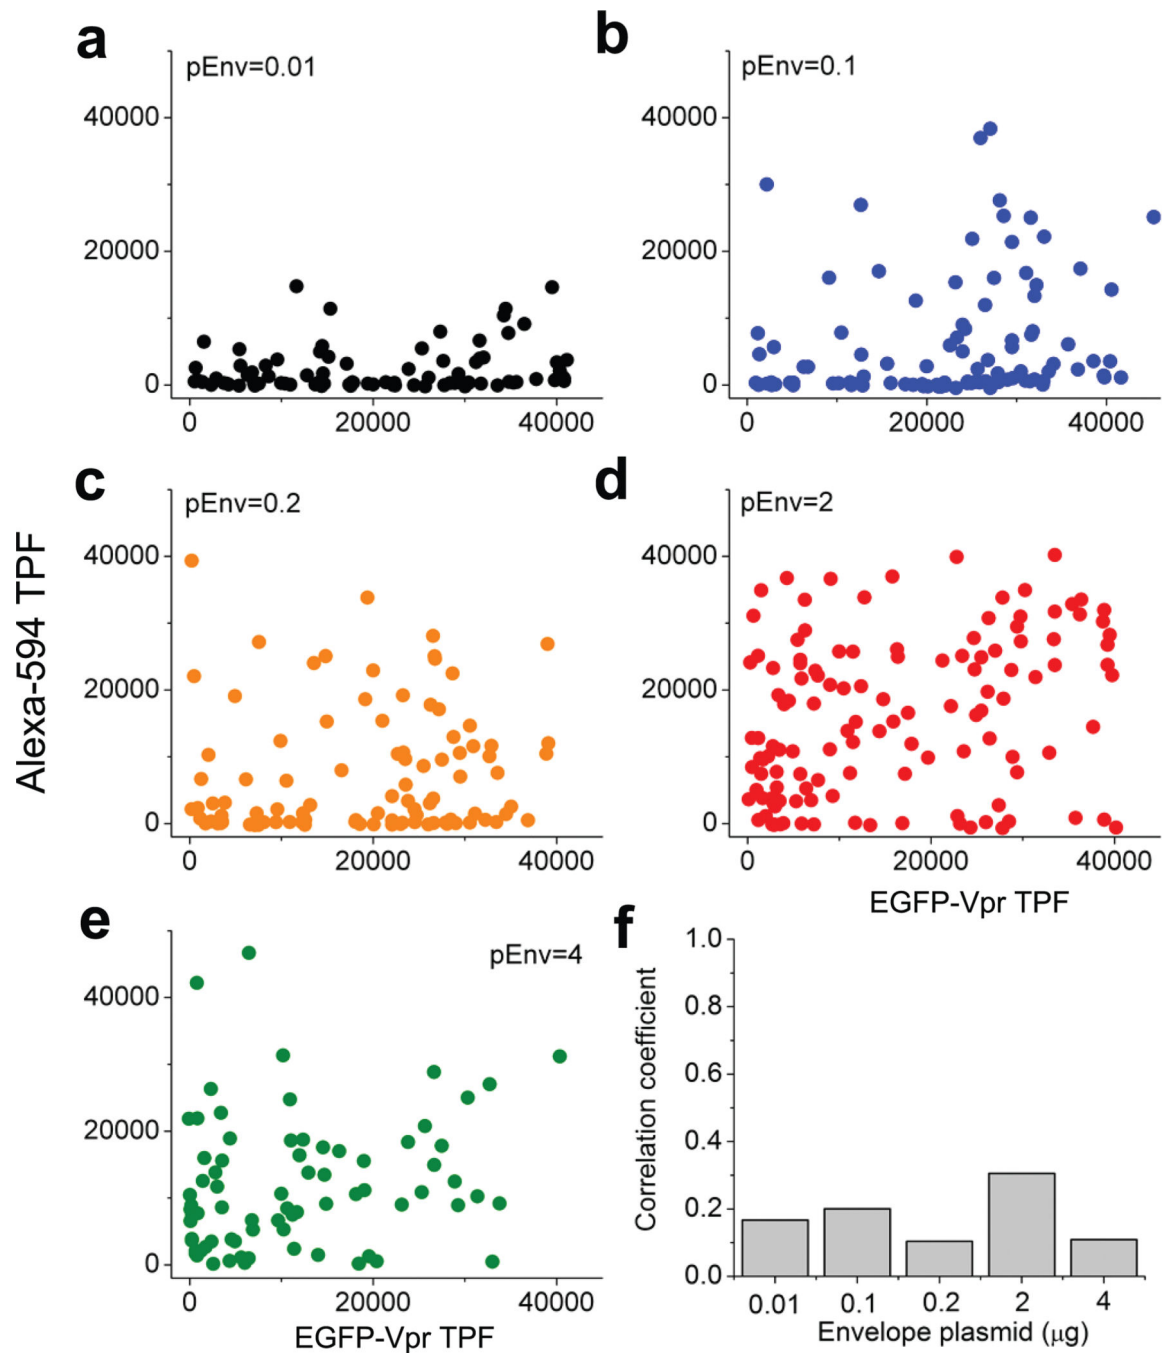 a
pEnv=0.01
40000
20000
0
0
20000
40000
b
pEnv=0.1
40000
20000
0
0
20000
40000
c
pEnv=0.2
40000
20000
0
0
20000
40000
d
pEnv=2
40000
20000
0
0
20000
40000
EGFP-Vpr TPF
Alexa-594 TPF
e
pEnv=4
40000
20000
0
0
20000
40000
EGFP-Vpr TPF
f
Correlation coefficient
1.0
0.8
0.6
0.4
0.2
0.0
0.01
0.1
0.2
2
4
Envelope plasmid (μg)